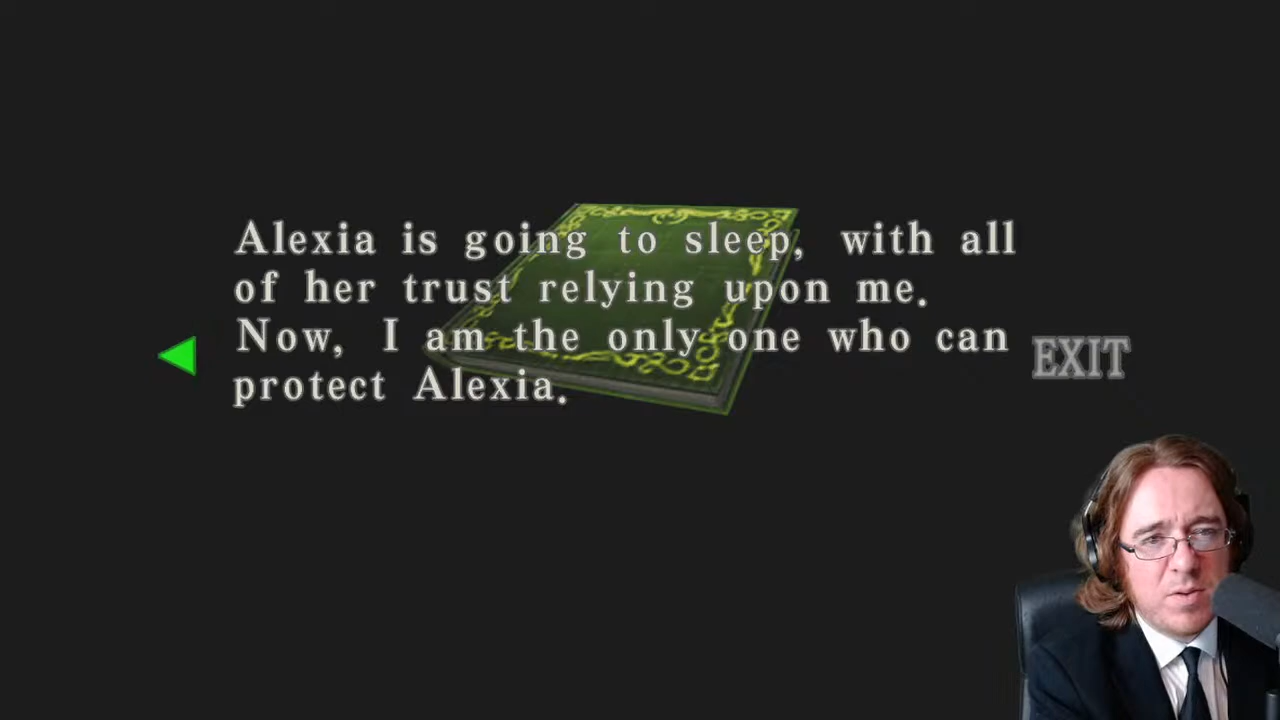 Alexia is going to sleep, with all
of her trust relying upon me.
Now, I am the only one who can
protect Alexia.
EXIT